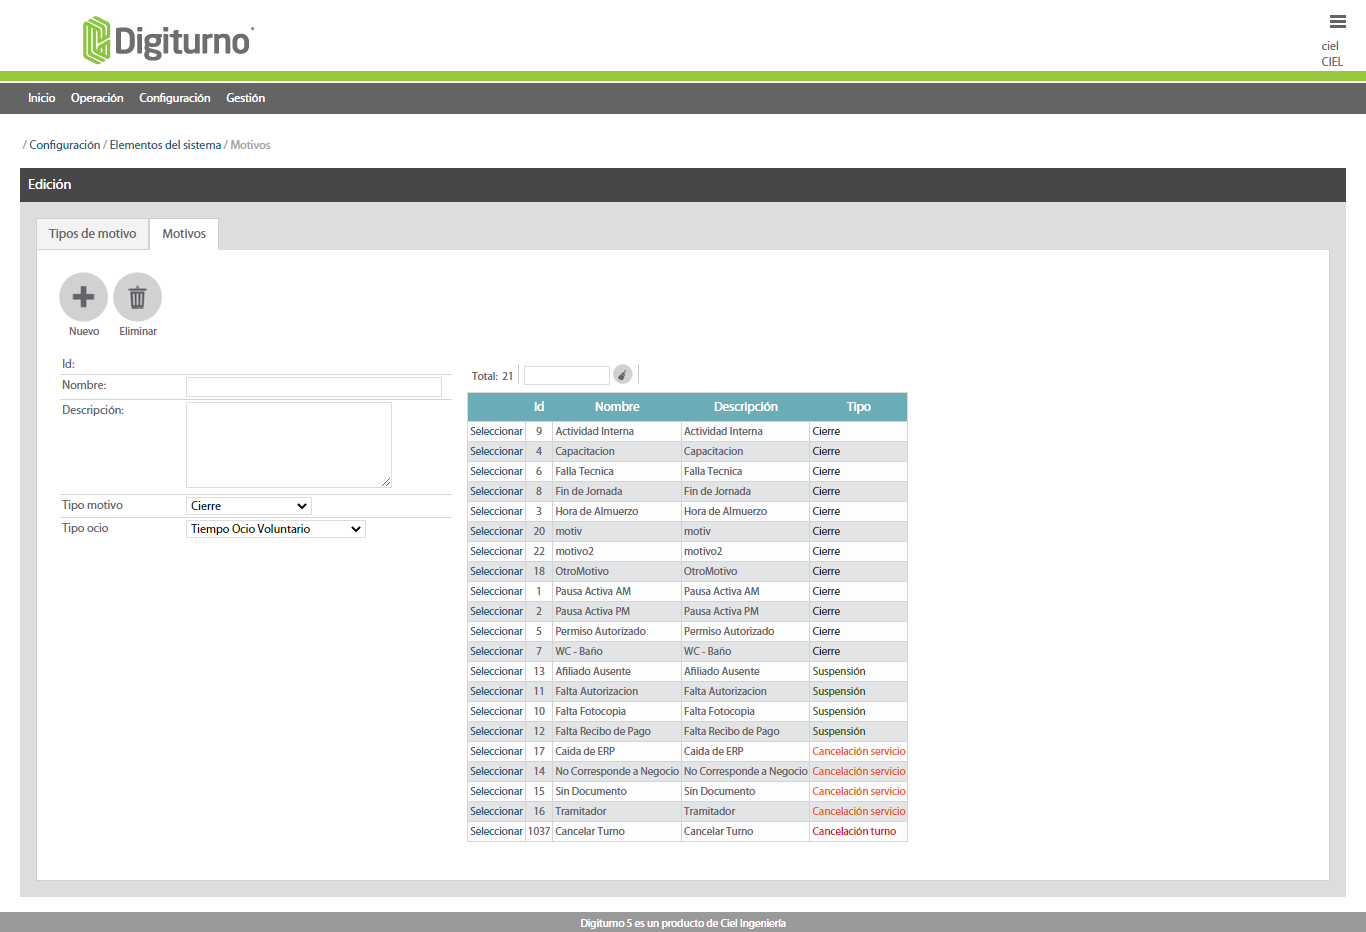 Digiturno
ciel
CIEL
Inicio Operación Configuración Gestión
/ Configuración / Elementos del sistema / Motivos
Edición
Tipos de motivo Motivos
Nuevo Eliminar
Id:
Nombre:
Descripción:
Tipo motivo Cierre
Tipo ocio Tiempo Ocio Voluntario
Total: 21
Id Nombre Descripción Tipo
Seleccionar 9 Actividad Interna Actividad Interna Cierre
Seleccionar 4 Capacitacion Capacitacion Cierre
Seleccionar 6 Falla Tecnica Falla Tecnica Cierre
Seleccionar 8 Fin de Jornada Fin de Jornada Cierre
Seleccionar 3 Hora de Almuerzo Hora de Almuerzo Cierre
Seleccionar 20 motiv motiv Cierre
Seleccionar 22 motivo2 motivo2 Cierre
Seleccionar 18 OtroMotivo OtroMotivo Cierre
Seleccionar 1 Pausa Activa AM Pausa Activa AM Cierre
Seleccionar 2 Pausa Activa PM Pausa Activa PM Cierre
Seleccionar 5 Permiso Autorizado Permiso Autorizado Cierre
Seleccionar 7 WC - Baño WC - Baño Cierre
Seleccionar 13 Afiliado Ausente Afiliado Ausente Suspensión
Seleccionar 11 Falta Autorizacion Falta Autorizacion Suspensión
Seleccionar 10 Falta Fotocopia Falta Fotocopia Suspensión
Seleccionar 12 Falta Recibo de Pago Falta Recibo de Pago Suspensión
Seleccionar 17 Caida de ERP Caida de ERP Cancelación servicio
Seleccionar 14 No Corresponde a Negocio No Corresponde a Negocio Cancelación servicio
Seleccionar 15 Sin Documento Sin Documento Cancelación servicio
Seleccionar 16 Tramitador Tramitador Cancelación servicio
Seleccionar 1037 Cancelar Turno Cancelar Turno Cancelación turno
Digiturno 5 es un producto de Ciel Ingeniería